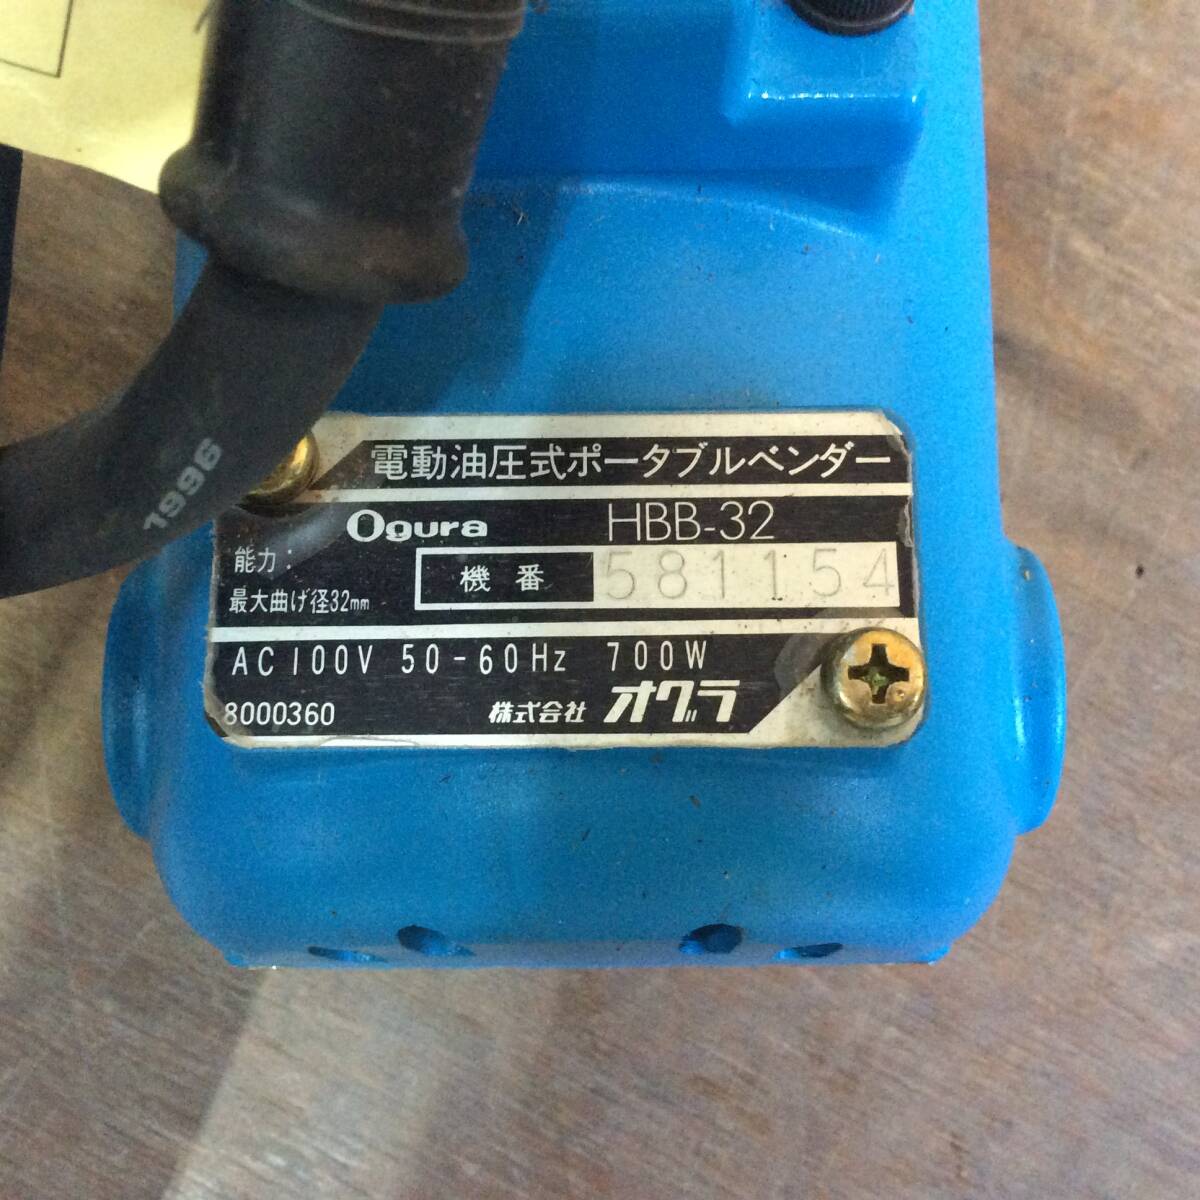 電動油圧式ポータブルベンダー
Ogura HBB-32
能力:
機番 581154
最大曲げ径32mm
AC100V 50-60Hz 700W
8000360 株式会社 オグラ
1996